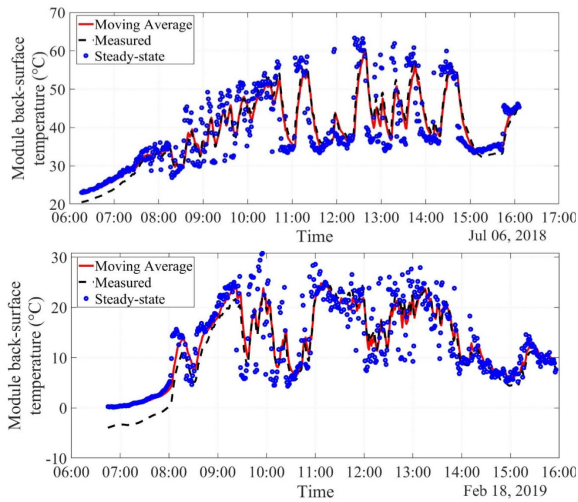 70
60
50
40
30
20
Module back-surface
temperature (°C)
Moving Average
Measured
Steady-state
06:00 07:00 08:00 09:00 10:00 11:00 12:00 13:00 14:00 15:00 16:00 17:00
Time
Jul 06, 2018
30
20
10
0
-10
Module back-surface
temperature (°C)
Moving Average
Measured
Steady-state
06:00 07:00 08:00 09:00 10:00 11:00 12:00 13:00 14:00 15:00 16:00
Time
Feb 18, 2019